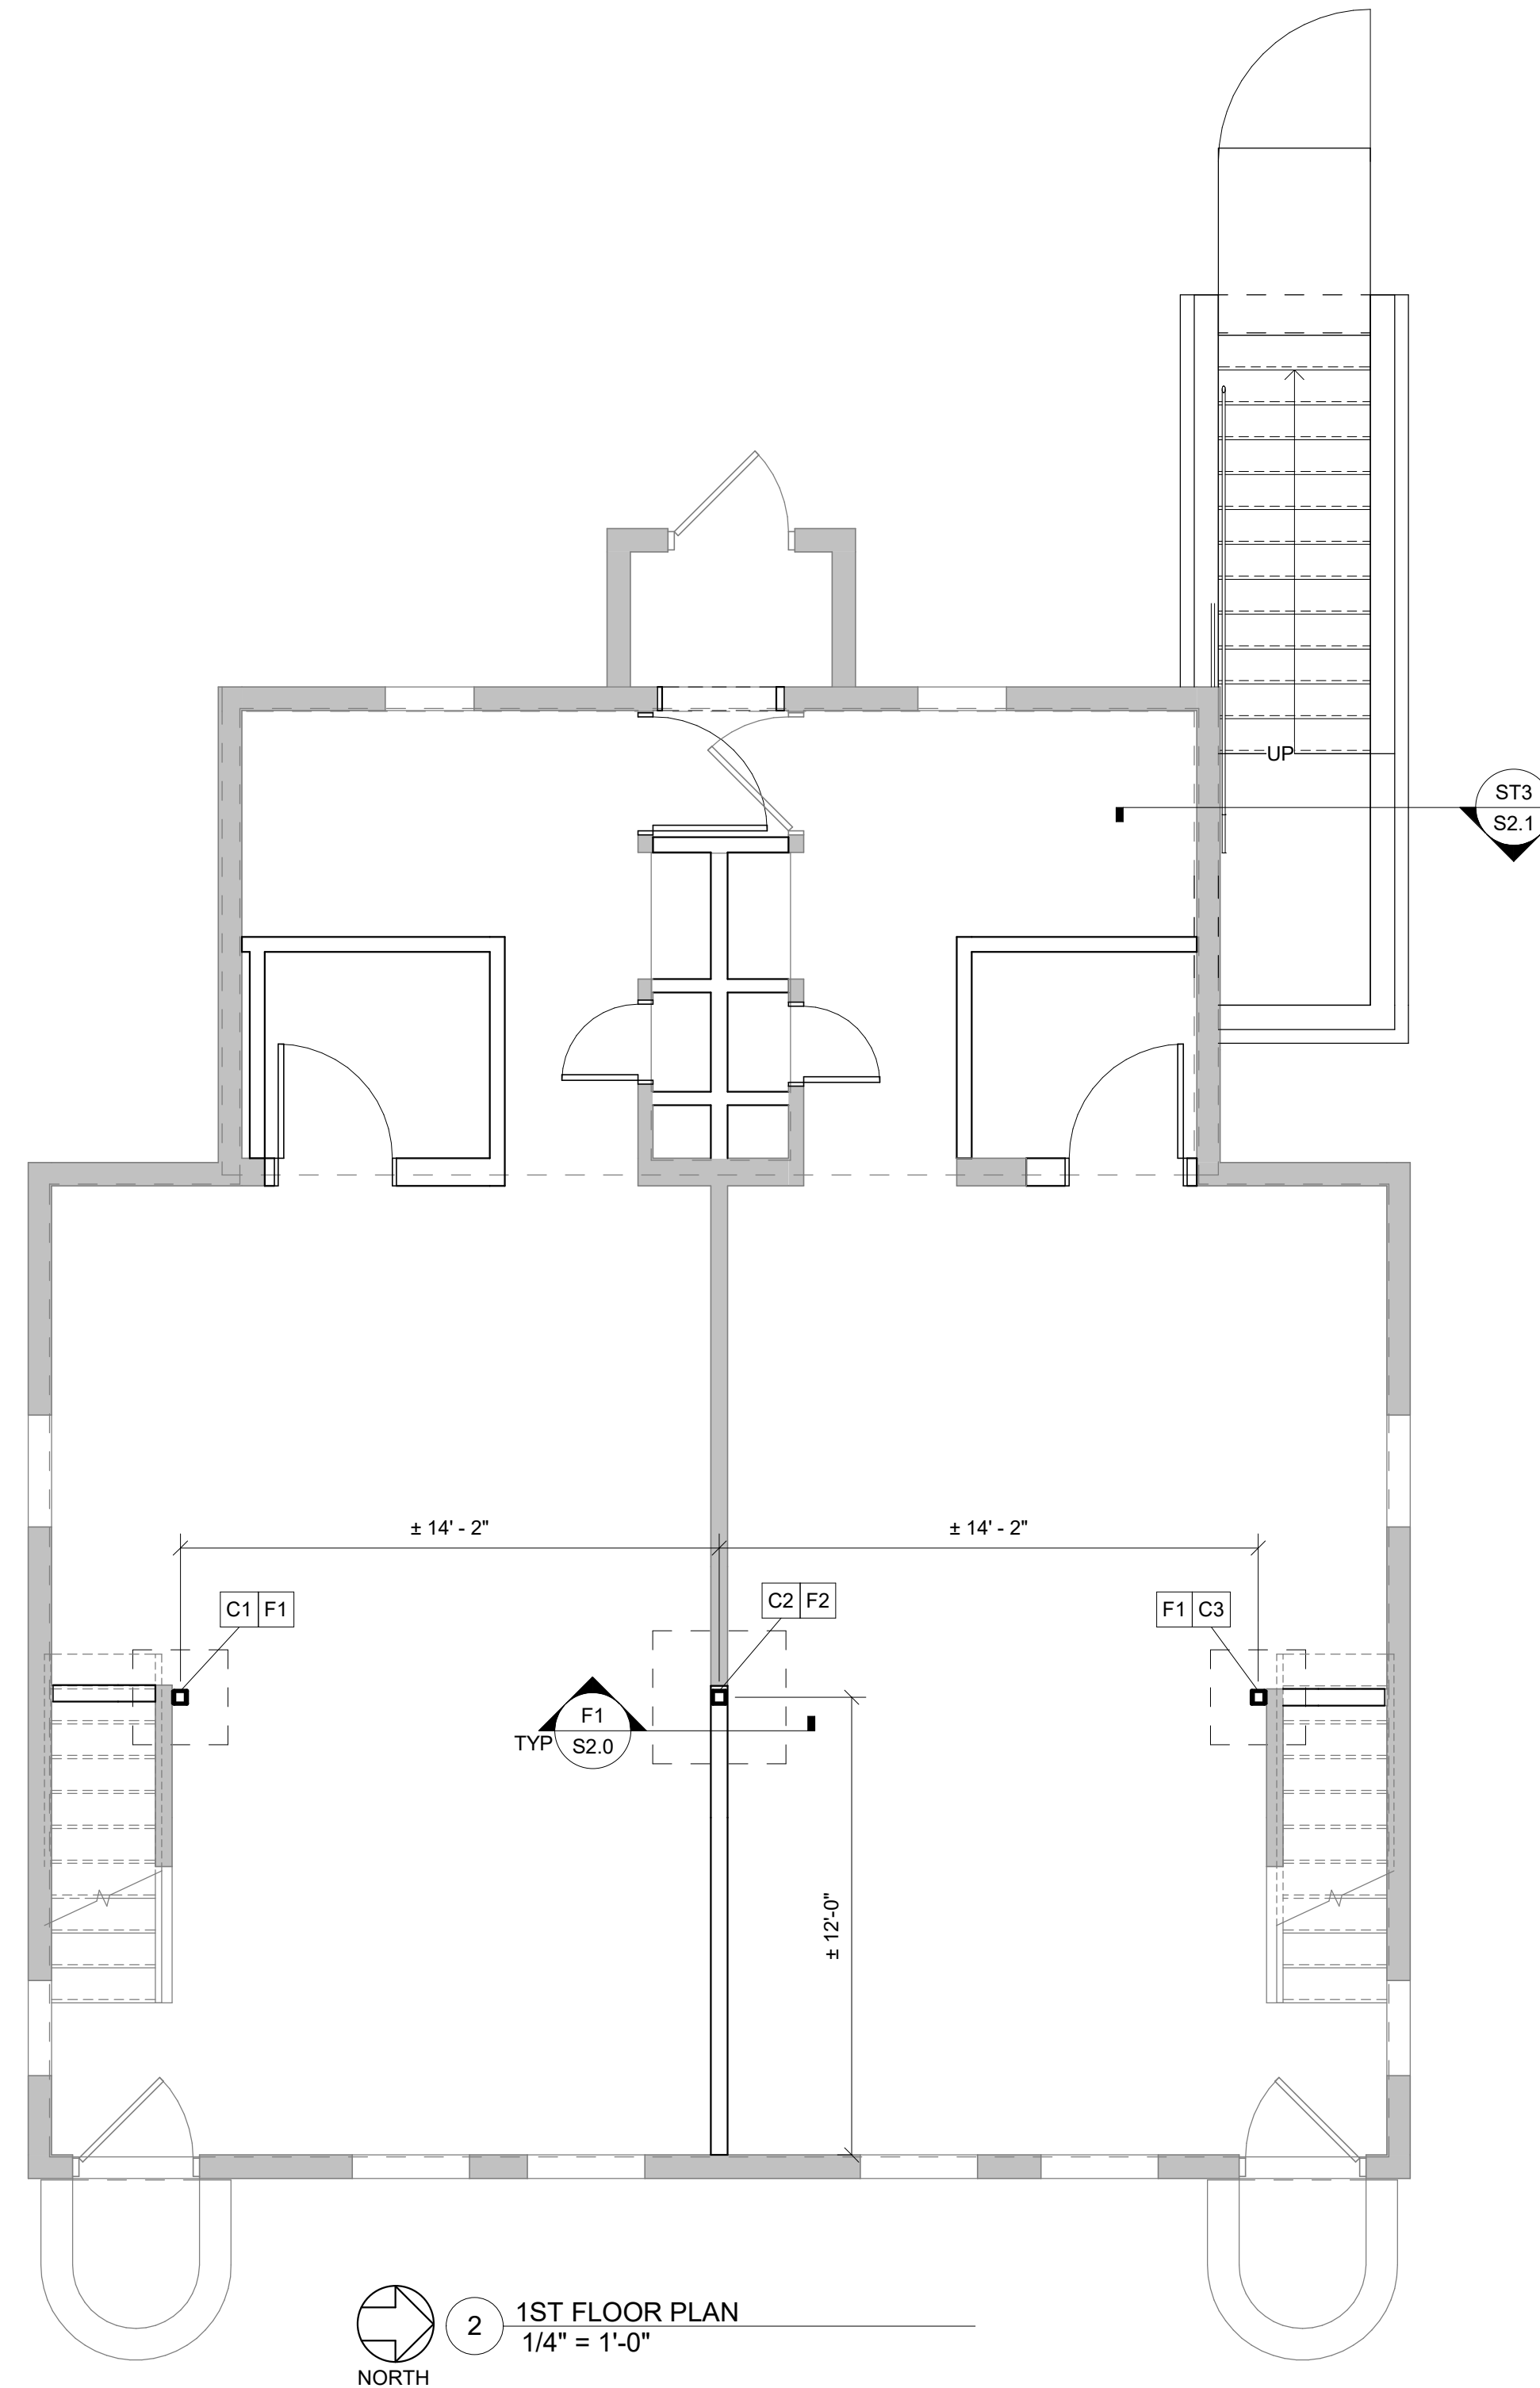 UP
ST3
S2.1
± 14' - 2"
± 14' - 2"
C1 F1
C2 F2
F1 C3
F1
TYP
S2.0
± 12'-0"
2
1ST FLOOR PLAN
1/4" = 1'-0"
NORTH